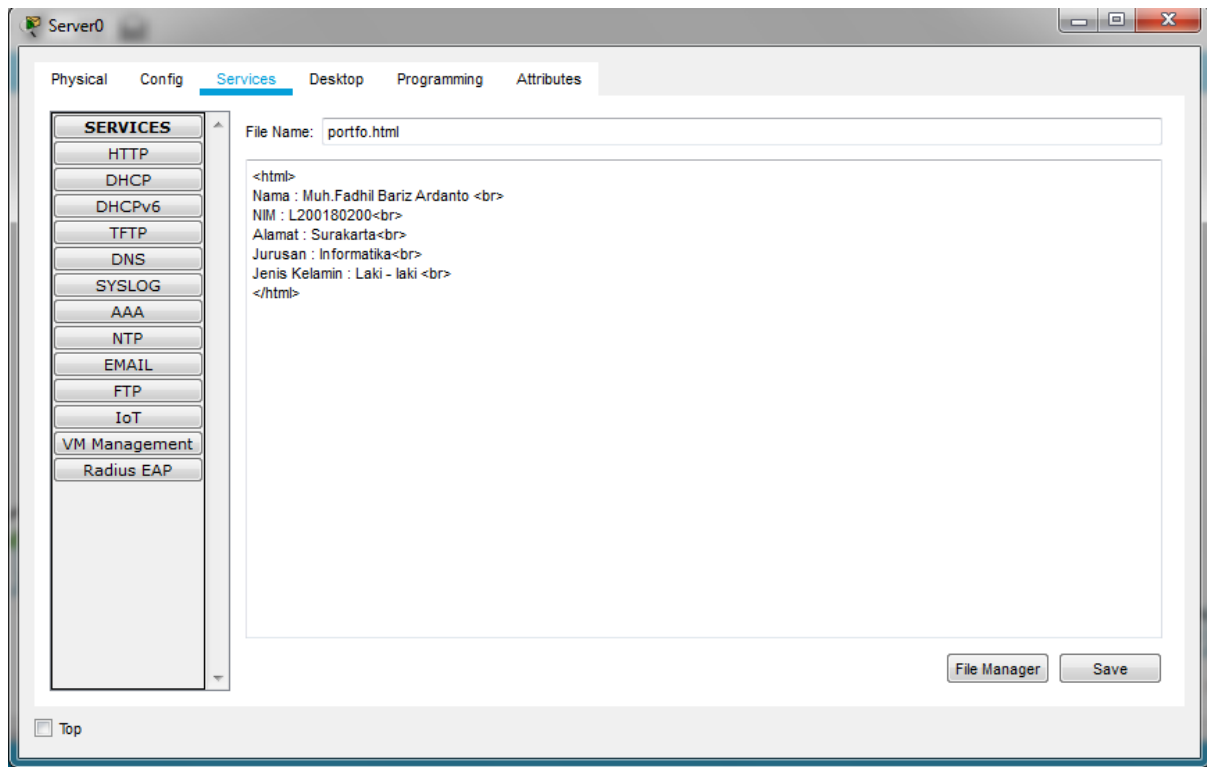 Server0
Physical Config Services Desktop Programming Attributes
SERVICES
HTTP
DHCP
DHCPv6
TFTP
DNS
SYSLOG
AAA
NTP
EMAIL
FTP
IoT
VM Management
Radius EAP
File Name: portfo.html
<html>
Nama : Muh.Fadhil Bariz Ardanto <br>
NIM : L200180200<br>
Alamat : Surakarta<br>
Jurusan : Informatika<br>
Jenis Kelamin : Laki - laki <br>
</html>
File Manager Save
Top